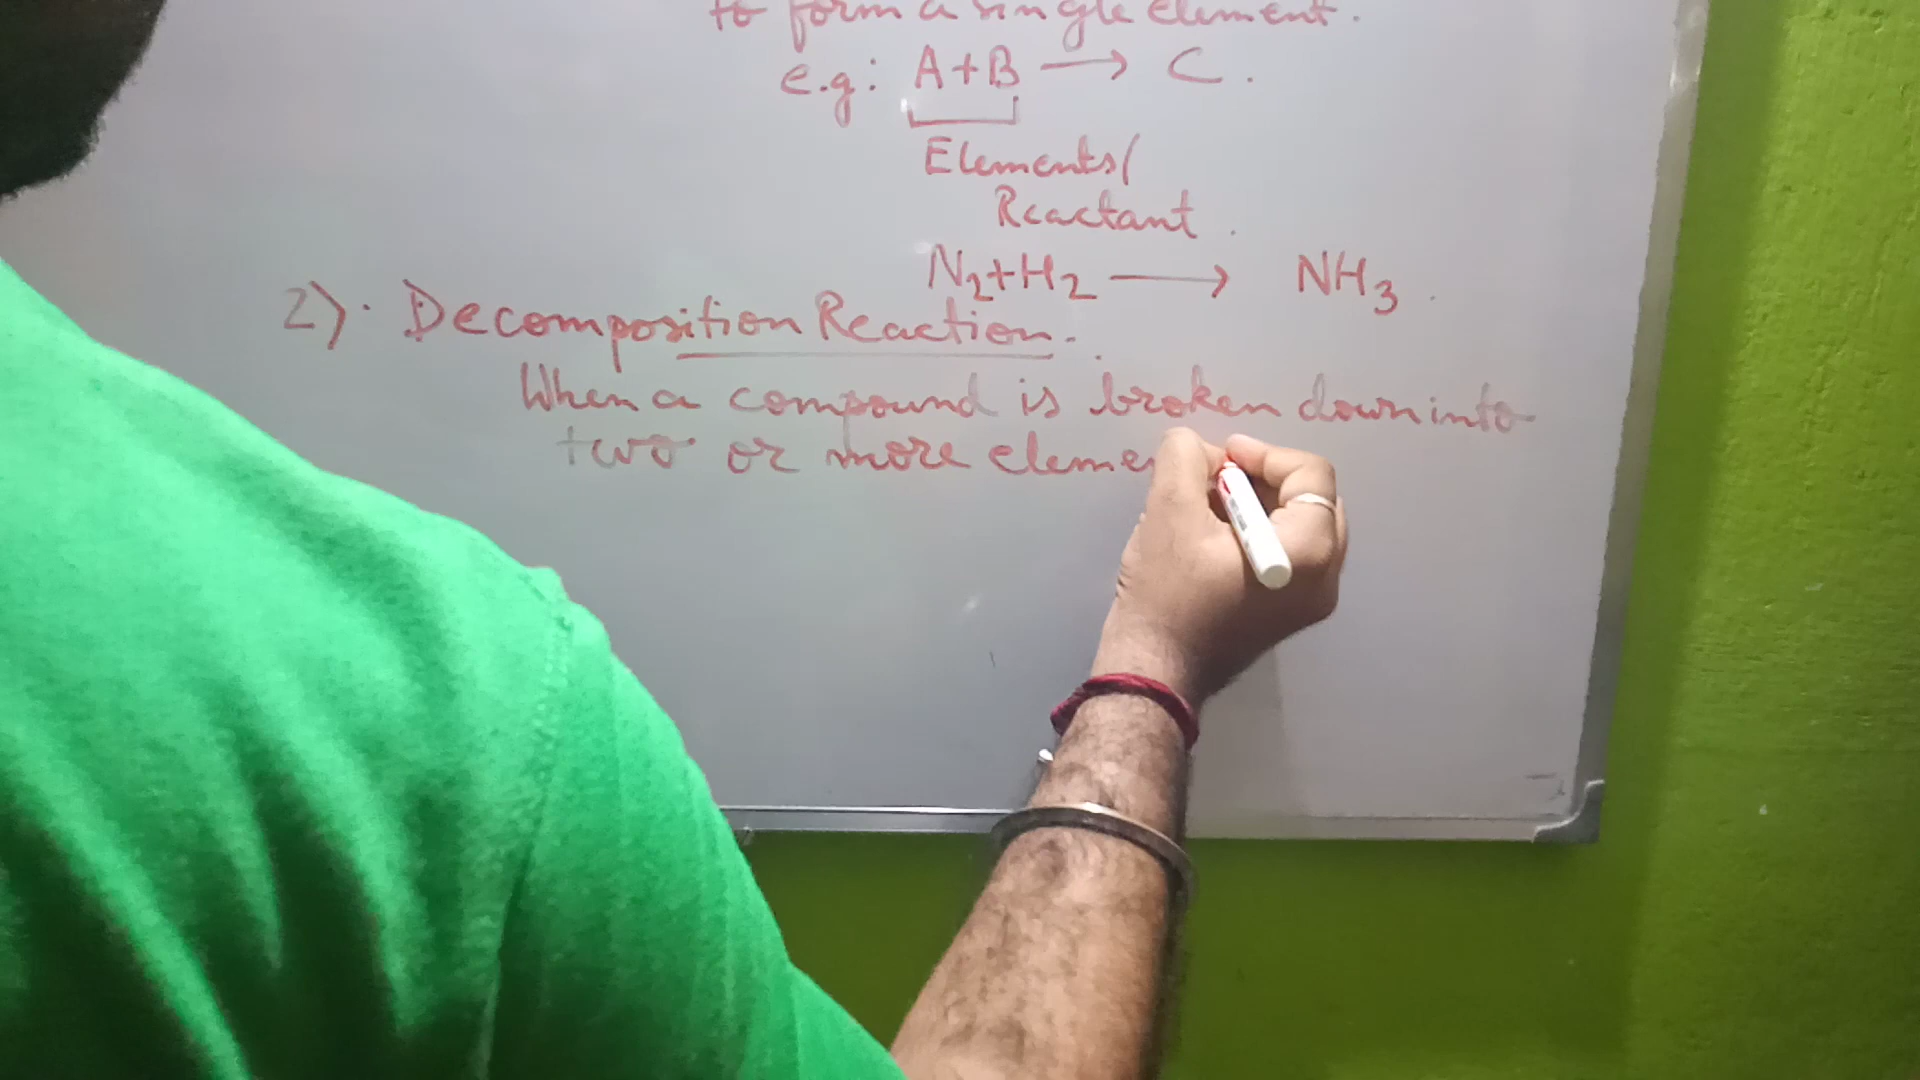 to form a single element.
e.g: A+B → C.
Elements/
Reactant.
N₂+H₂ → NH₃.
2). Decomposition Reaction.
When a compound is broken down into
two or more eleme